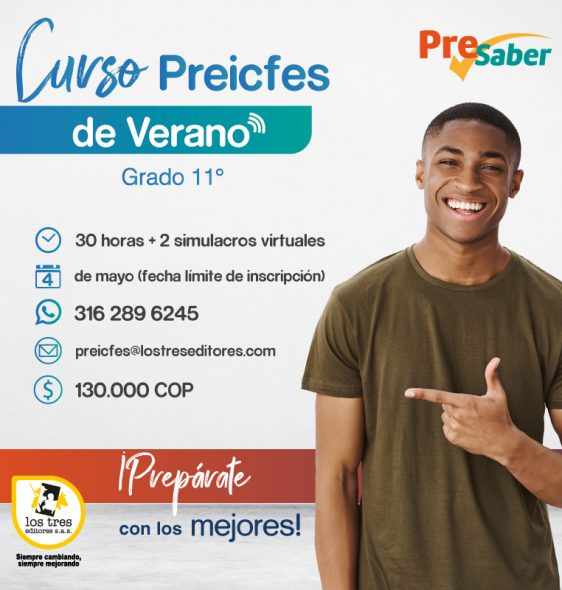 Curso Preicfes
PreSaber
de Verano
Grado 11°
30 horas + 2 simulacros virtuales
4 de mayo (fecha límite de inscripción)
316 289 6245
preicfes@lostreseditores.com
$ 130.000 COP
¡Prepárate
con los mejores!
los tres
editores s.a.s.
Siempre cambiando,
siempre mejorando